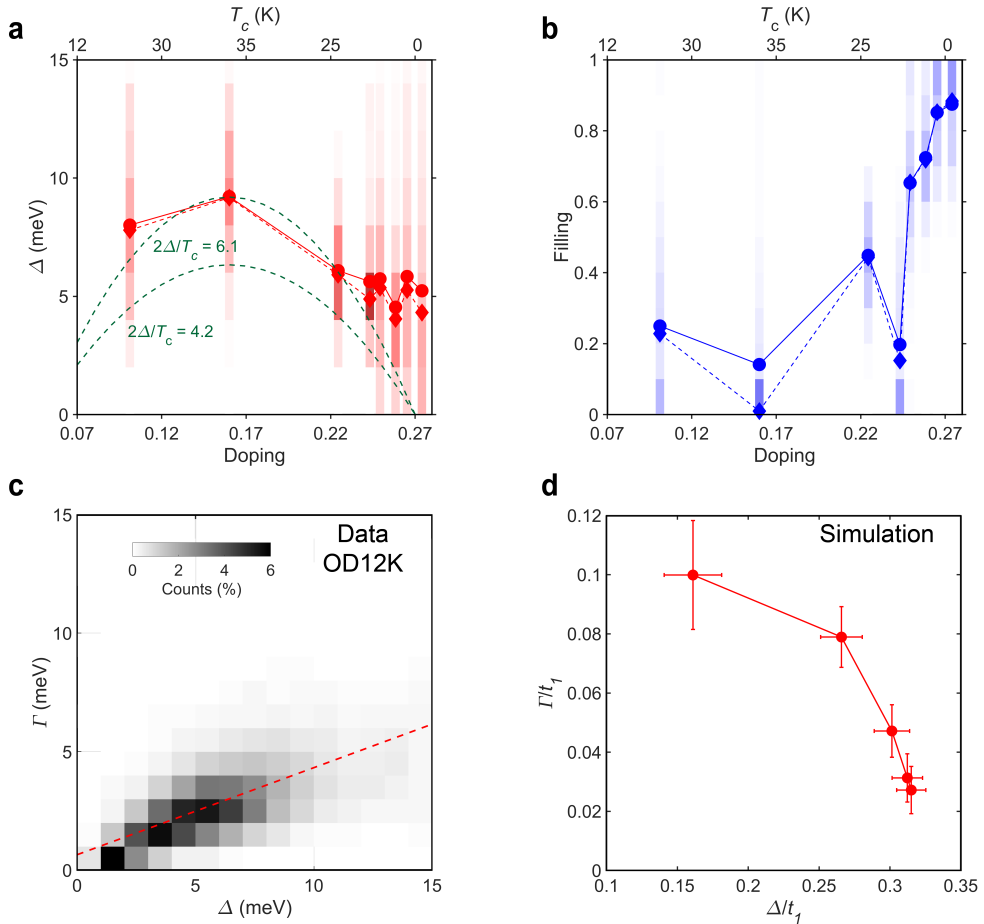 a
T_c (K)
12 30 35 25 0
15
10
5
0
Δ (meV)
2Δ/T_c = 6.1
2Δ/T_c = 4.2
0.07 0.12 0.17 0.22 0.27
Doping
b
T_c (K)
12 30 35 25 0
1
0.8
0.6
0.4
0.2
0
Filling
0.07 0.12 0.17 0.22 0.27
Doping
c
15
10
5
0
Γ (meV)
Data
OD12K
0 2 4 6
Counts (%)
0 5 10 15
Δ (meV)
d
0.12
0.1
0.08
0.06
0.04
0.02
0
Γ/t_1
Simulation
0.1 0.15 0.2 0.25 0.3 0.35
Δ/t_1